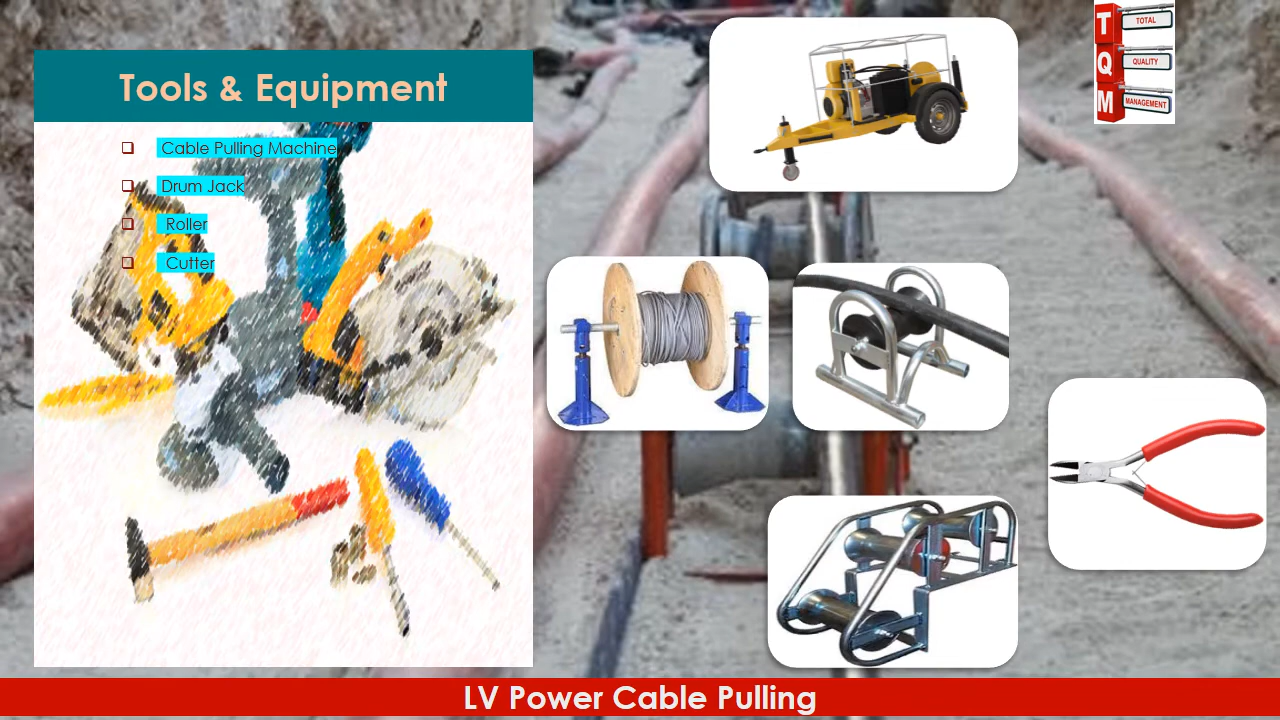 Tools & Equipment
Cable Pulling Machine
Drum Jack
Roller
Cutter
T
TOTAL
Q
QUALITY
M
MANAGEMENT
LV Power Cable Pulling